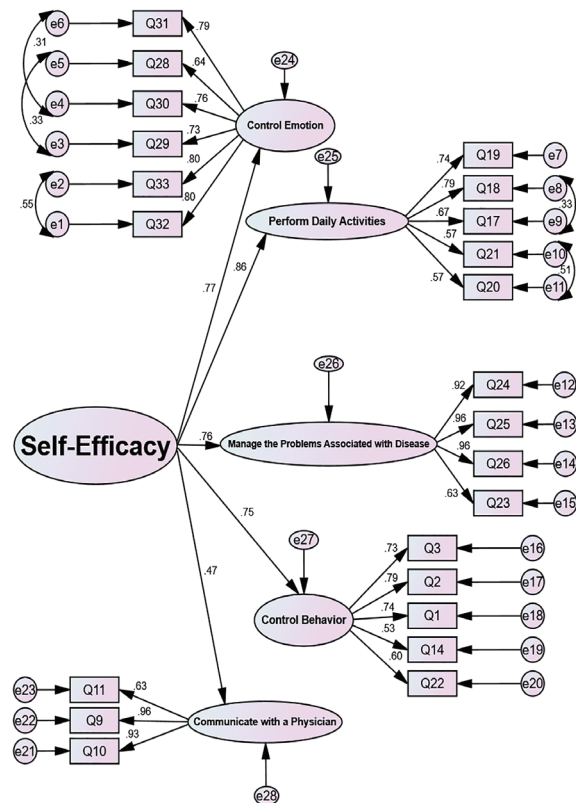 e6 Q31 .79
.31
e5 Q28 .64 e24
e4 Q30 .76 Control Emotion
.33
e3 Q29 .73
e2 Q33 .80
.55
e1 Q32 .80
e25
.74 Q19 e7
.79 Q18 e8
.33
Perform Daily Activities .67 Q17 e9
.57 Q21 e10
.51
.57 Q20 e11
.77 .86
e26
.92 Q24 e12
.96 Q25 e13
Self-Efficacy .76 Manage the Problems Associated with Disease
.96 Q26 e14
.63 Q23 e15
.75
e27
.73 Q3 e16
.79 Q2 e17
.47
Control Behavior .74 Q1 e18
.53 Q14 e19
.60 Q22 e20
e23 Q11 .63
e22 Q9 .96 Communicate with a Physician
e21 Q10 .93
e28